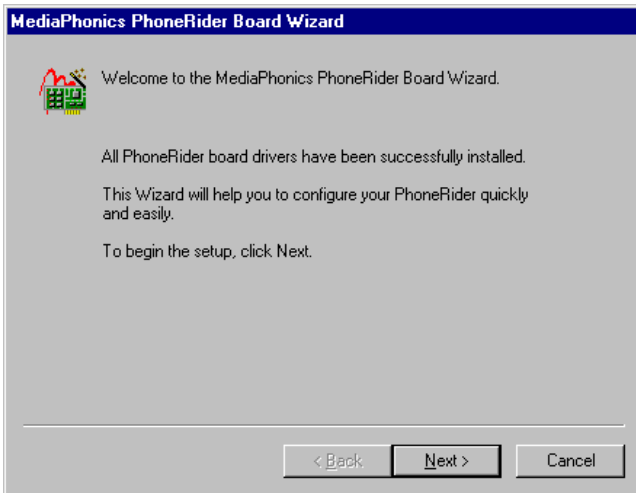 MediaPhonics PhoneRider Board Wizard
Welcome to the MediaPhonics PhoneRider Board Wizard.
All PhoneRider board drivers have been successfully installed.
This Wizard will help you to configure your PhoneRider quickly
and easily.
To begin the setup, click Next.
< Back
Next >
Cancel